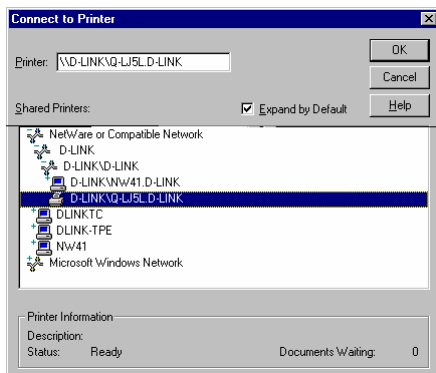 Connect to Printer
Printer: \\D-LINK\Q-LJ5L.D-LINK
OK
Cancel
Shared Printers:
Expand by Default
Help
NetWare or Compatible Network
D-LINK
D-LINK\D-LINK
D-LINK\NW41.D-LINK
D-LINK\Q-LJ5L.D-LINK
DLINKTC
DLINK-TPE
NW41
Microsoft Windows Network
Printer Information
Description:
Status: Ready Documents Waiting: 0